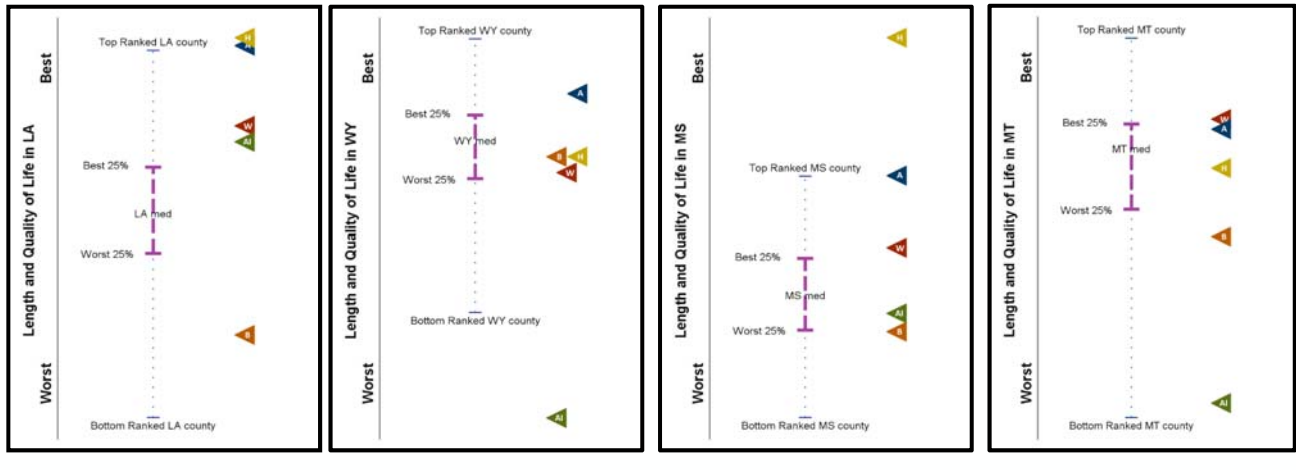 Length and Quality of Life in LA
Best
Worst
Top Ranked LA county
H
A
W
AI
Best 25%
LA med
Worst 25%
B
Bottom Ranked LA county
Length and Quality of Life in WY
Best
Worst
Top Ranked WY county
A
Best 25%
WY med
B
H
W
Worst 25%
Bottom Ranked WY county
AI
Length and Quality of Life in MS
Best
Worst
H
Top Ranked MS county
A
W
Best 25%
MS med
AI
Worst 25%
B
Bottom Ranked MS county
Length and Quality of Life in MT
Best
Worst
Top Ranked MT county
W
Best 25%
A
MT med
H
Worst 25%
B
AI
Bottom Ranked MT county